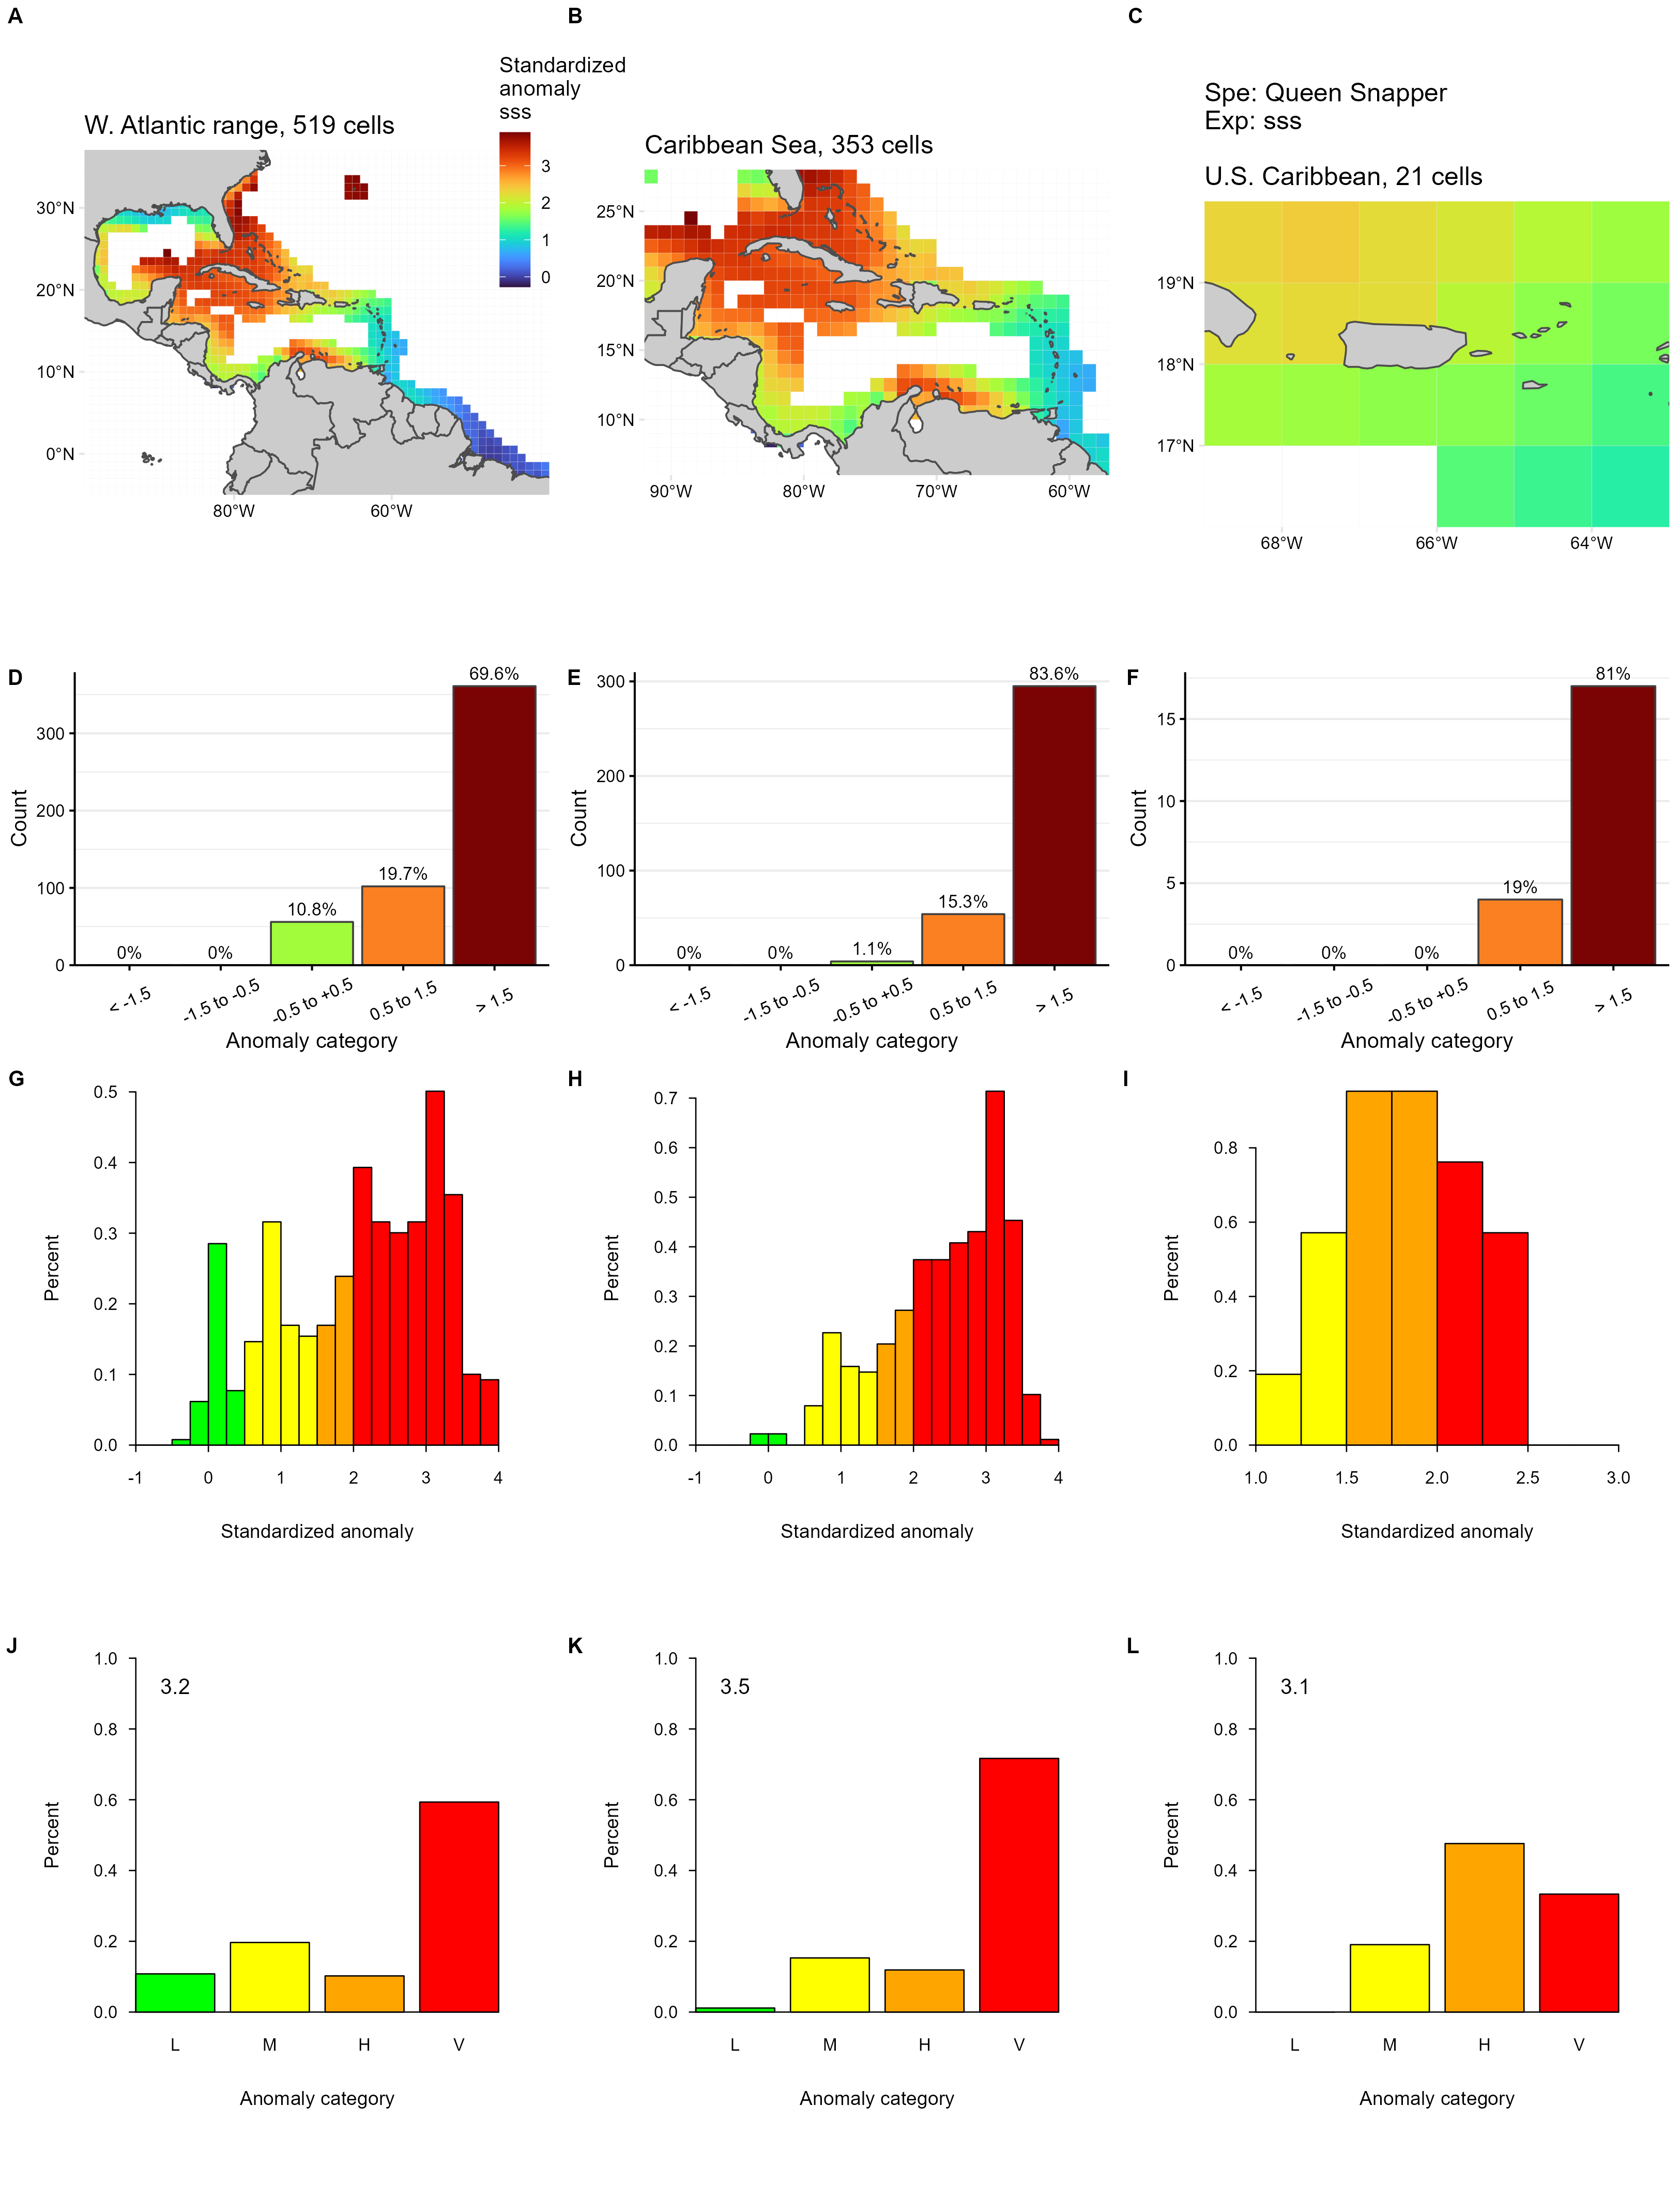 A
B
C
Standardized
anomaly
sss
W. Atlantic range, 519 cells
3
2
1
0
30°N
20°N
10°N
0°N
80°W
60°W
Caribbean Sea, 353 cells
25°N
20°N
15°N
10°N
90°W
80°W
70°W
60°W
Spe: Queen Snapper
Exp: sss
U.S. Caribbean, 21 cells
19°N
18°N
17°N
68°W
66°W
64°W
D
Count
300
200
100
0
0%
0%
10.8%
19.7%
69.6%
< -1.5
-1.5 to -0.5
-0.5 to +0.5
0.5 to 1.5
> 1.5
Anomaly category
E
Count
300
200
100
0
0%
0%
1.1%
15.3%
83.6%
< -1.5
-1.5 to -0.5
-0.5 to +0.5
0.5 to 1.5
> 1.5
Anomaly category
F
Count
15
10
5
0
0%
0%
0%
19%
81%
< -1.5
-1.5 to -0.5
-0.5 to +0.5
0.5 to 1.5
> 1.5
Anomaly category
G
Percent
0.5
0.4
0.3
0.2
0.1
0.0
-1
0
1
2
3
4
Standardized anomaly
H
Percent
0.7
0.6
0.5
0.4
0.3
0.2
0.1
0.0
-1
0
1
2
3
4
Standardized anomaly
I
Percent
0.8
0.6
0.4
0.2
0.0
1.0
1.5
2.0
2.5
3.0
Standardized anomaly
J
3.2
Percent
1.0
0.8
0.6
0.4
0.2
0.0
L
M
H
V
Anomaly category
K
3.5
Percent
1.0
0.8
0.6
0.4
0.2
0.0
L
M
H
V
Anomaly category
L
3.1
Percent
1.0
0.8
0.6
0.4
0.2
0.0
L
M
H
V
Anomaly category